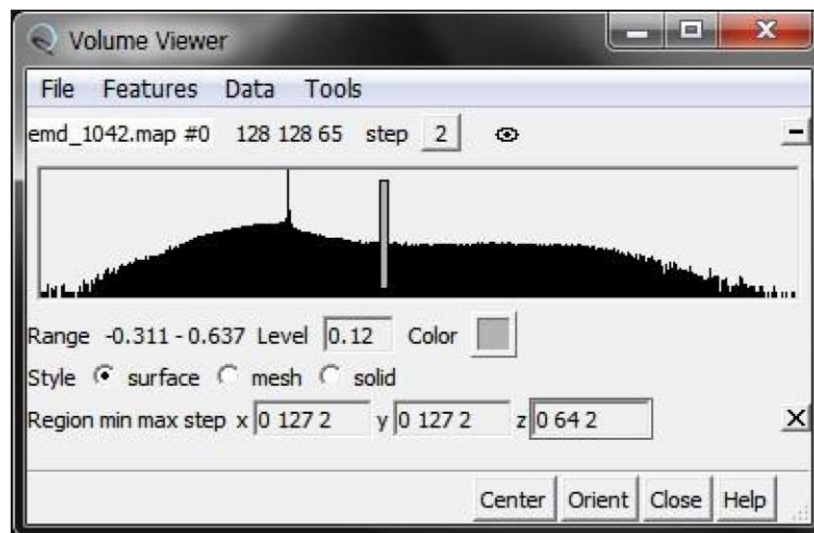 Volume Viewer
File Features Data Tools
emd_1042.map #0 128 128 65 step 2
Range -0.311 - 0.637 Level 0.12 Color
Style surface mesh solid
Region min max step x 0 127 2 y 0 127 2 z 0 64 2
Center Orient Close Help